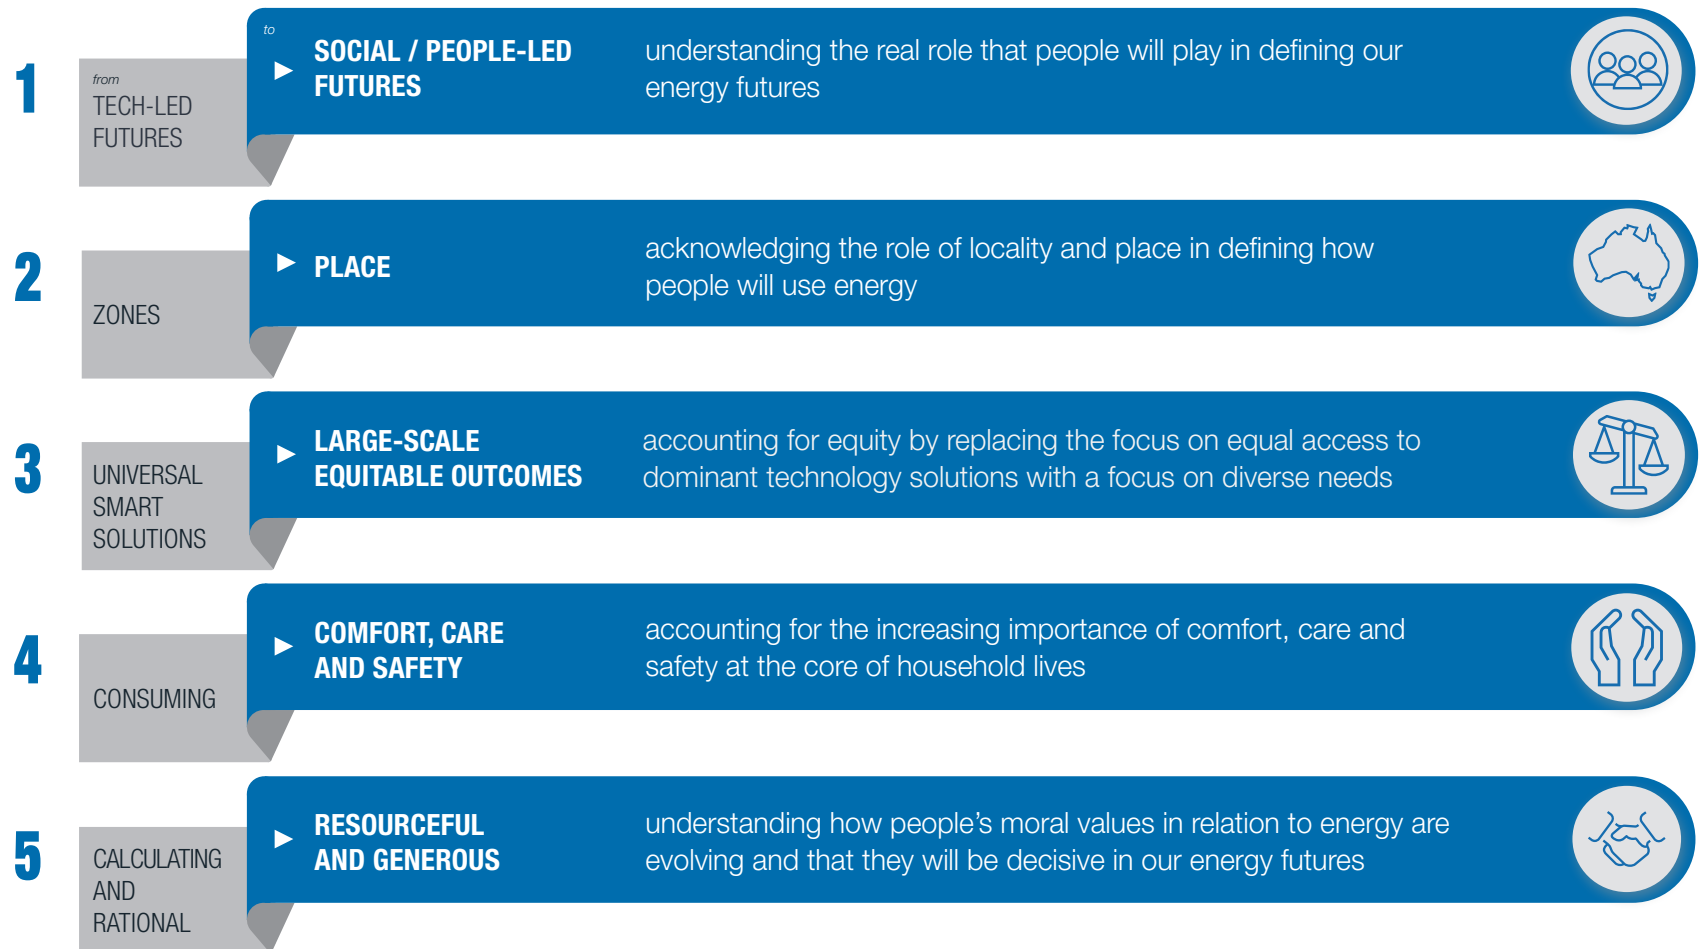 1
from
TECH-LED
FUTURES
to
SOCIAL / PEOPLE-LED
FUTURES
understanding the real role that people will play in defining our
energy futures
2
ZONES
PLACE
acknowledging the role of locality and place in defining how
people will use energy
3
UNIVERSAL
SMART
SOLUTIONS
LARGE-SCALE
EQUITABLE OUTCOMES
accounting for equity by replacing the focus on equal access to
dominant technology solutions with a focus on diverse needs
4
CONSUMING
COMFORT, CARE
AND SAFETY
accounting for the increasing importance of comfort, care and
safety at the core of household lives
5
CALCULATING
AND
RATIONAL
RESOURCEFUL
AND GENEROUS
understanding how people’s moral values in relation to energy are
evolving and that they will be decisive in our energy futures